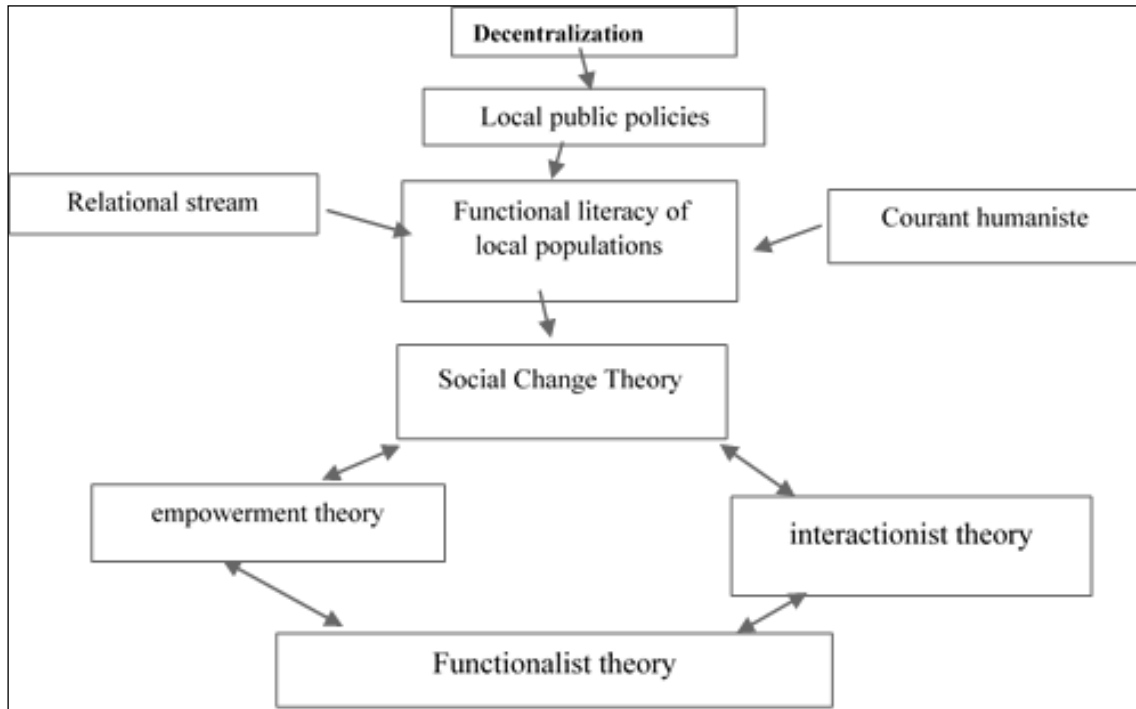 Decentralization
Local public policies
Relational stream
Functional literacy of
local populations
Courant humaniste
Social Change Theory
empowerment theory
interactionist theory
Functionalist theory